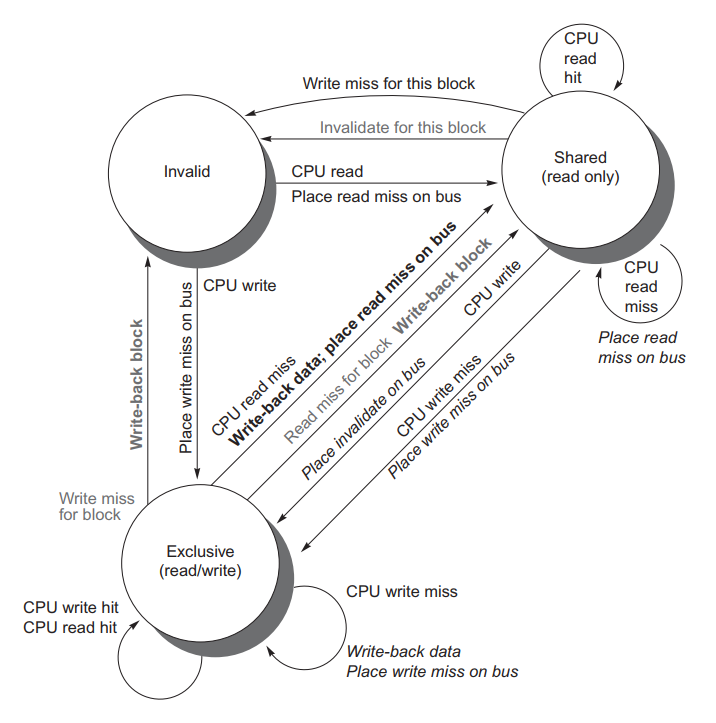 CPU
read
hit
Write miss for this block
Invalidate for this block
Invalid
Shared
(read only)
CPU read
Place read miss on bus
CPU
read
miss
Place read
miss on bus
CPU write
Place write miss on bus
Write-back block
Write miss
for block
CPU read miss
Write-back data; place read miss on bus
Read miss for block Write-back block
CPU write
Place invalidate on bus
CPU write miss
Place write miss on bus
Exclusive
(read/write)
CPU write hit
CPU read hit
CPU write miss
Write-back data
Place write miss on bus